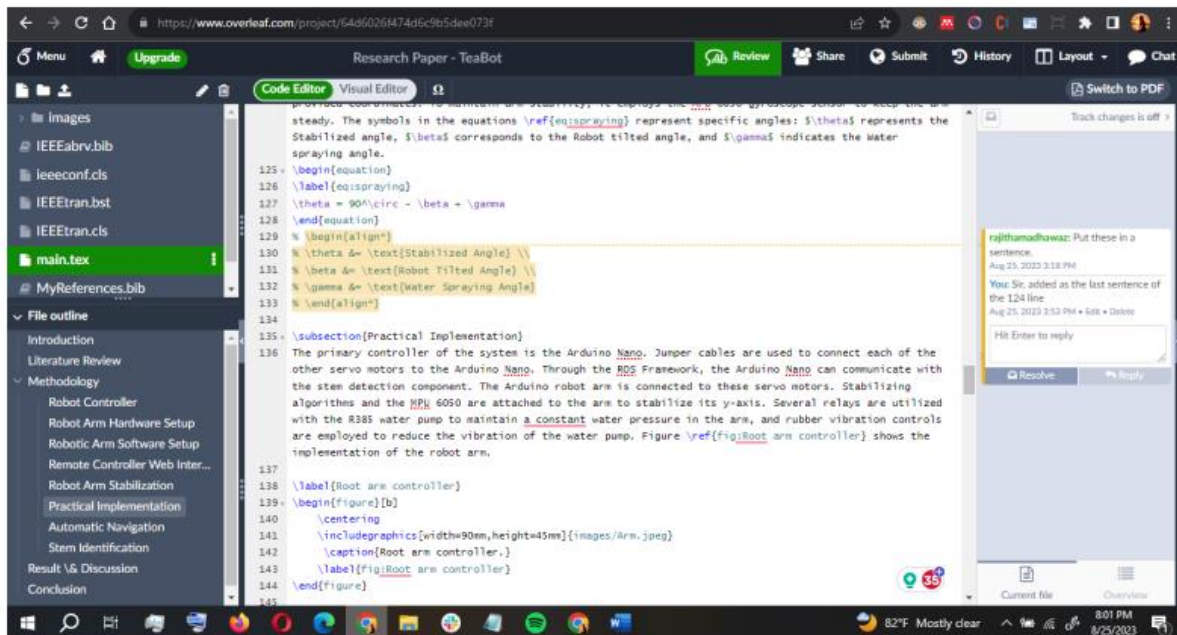 https://www.overleaf.com/project/64d6026f474d6c9b5dee073f
Menu
Upgrade
Research Paper - TeaBot
Review
Share
Submit
History
Layout
Chat
Code Editor
Visual Editor
Ω
Switch to PDF
images
IEEEabrv.bib
ieeeconf.cls
IEEEtran.bst
IEEEtran.cls
main.tex
MyReferences.bib
File outline
Introduction
Literature Review
Methodology
Robot Controller
Robot Arm Hardware Setup
Robotic Arm Software Setup
Remote Controller Web Inter...
Robot Arm Stabilization
Practical Implementation
Automatic Navigation
Stem Identification
Result \& Discussion
Conclusion
steady. The symbols in the equations \ref{eq:spraying} represent specific angles: $\theta$ represents the
Stabilized angle, $\beta$ corresponds to the Robot tilted angle, and $\gamma$ indicates the Water
spraying angle.
125 \begin{equation}
126 \label{eq:spraying}
127 \theta = 90^\circ - \beta + \gamma
128 \end{equation}
129 % \begin{align*}
130 % \theta &= \text{Stabilized Angle} \\
131 % \beta &= \text{Robot Tilted Angle} \\
132 % \gamma &= \text{Water Spraying Angle}
133 % \end{align*}
134
135 \subsection{Practical Implementation}
136 The primary controller of the system is the Arduino Nano. Jumper cables are used to connect each of the
other servo motors to the Arduino Nano. Through the ROS Framework, the Arduino Nano can communicate with
the stem detection component. The Arduino robot arm is connected to these servo motors. Stabilizing
algorithms and the MPU 6050 are attached to the arm to stabilize its y-axis. Several relays are utilized
with the R385 water pump to maintain a constant water pressure in the arm, and rubber vibration controls
are employed to reduce the vibration of the water pump. Figure \ref{fig:Root arm controller} shows the
implementation of the robot arm.
137
138 \label{Root arm controller}
139 \begin{figure}[b]
140 \centering
141 \includegraphics[width=90mm,height=45mm]{images/Arm.jpeg}
142 \caption{Root arm controller.}
143 \label{fig:Root arm controller}
144 \end{figure}
145
35
Track changes is off
rajithamadhawaz: Put these in a
sentence.
Aug 25, 2023 3:18 PM
You: Sir, added as the last sentence of
the 124 line
Aug 25, 2023 3:53 PM • Edit • Delete
Hit Enter to reply
Resolve
Reply
Current file
Overview
82°F Mostly clear
8:01 PM
8/25/2023